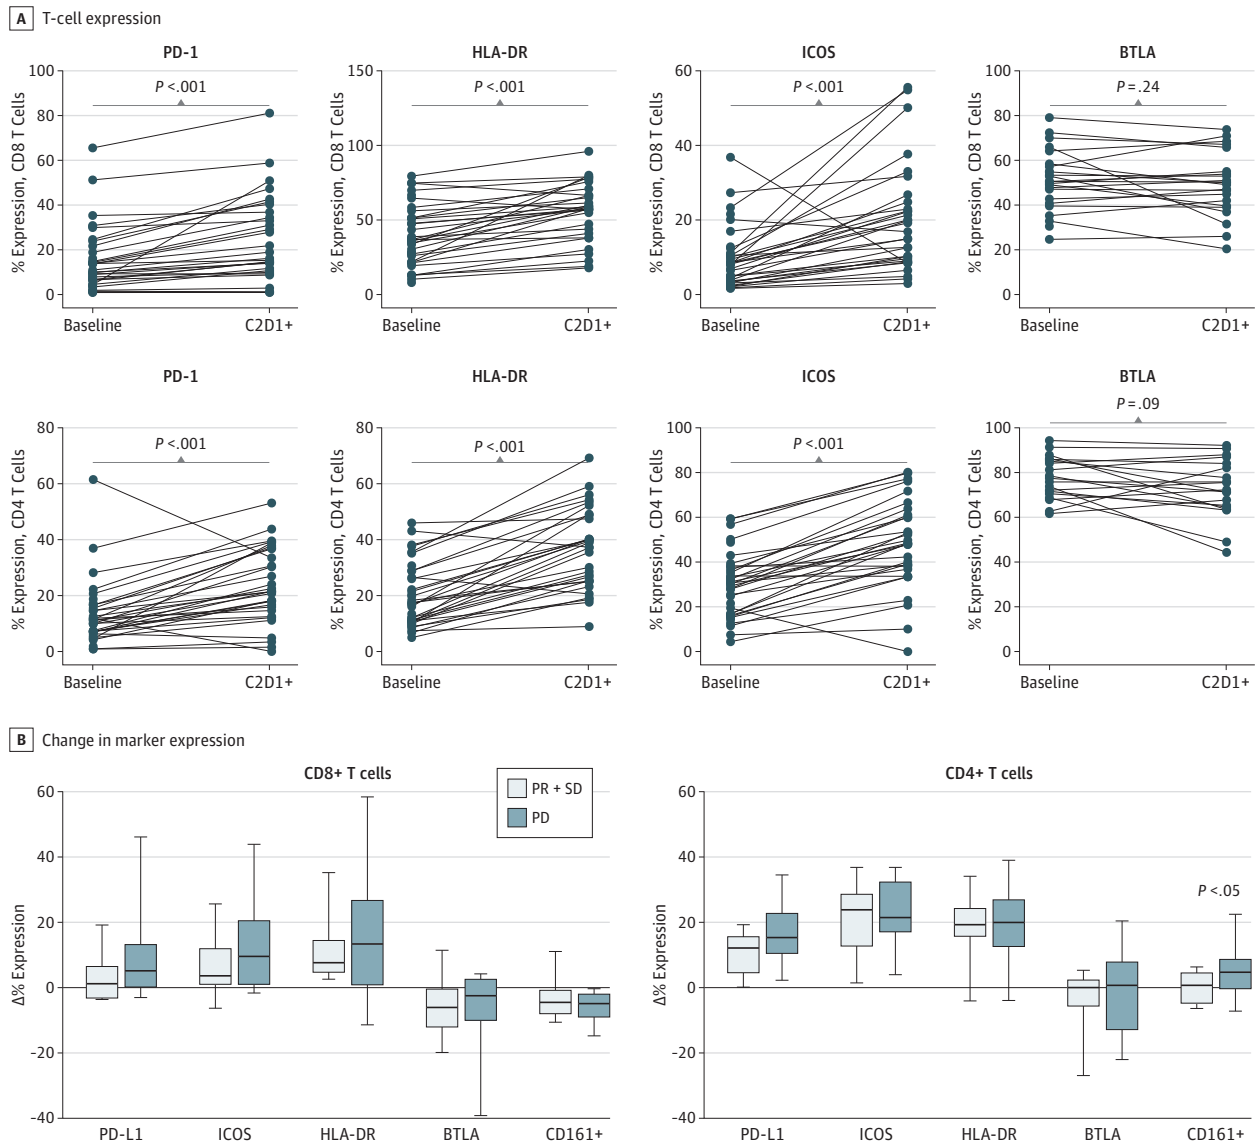 A T-cell expression
PD-1 HLA-DR ICOS BTLA
% Expression, CD8 T Cells
100
80
60
40
20
0
P <.001
Baseline C2D1+
% Expression, CD8 T Cells
150
100
50
0
P <.001
Baseline C2D1+
% Expression, CD8 T Cells
60
40
20
0
P <.001
Baseline C2D1+
% Expression, CD8 T Cells
100
80
60
40
20
0
P = .24
Baseline C2D1+
PD-1 HLA-DR ICOS BTLA
% Expression, CD4 T Cells
80
60
40
20
0
P <.001
Baseline C2D1+
% Expression, CD4 T Cells
80
60
40
20
0
P <.001
Baseline C2D1+
% Expression, CD4 T Cells
100
80
60
40
20
0
P <.001
Baseline C2D1+
% Expression, CD4 T Cells
100
80
60
40
20
0
P = .09
Baseline C2D1+
B Change in marker expression
CD8+ T cells
PR + SD
PD
Δ% Expression
60
40
20
0
-20
-40
PD-L1 ICOS HLA-DR BTLA CD161+
CD4+ T cells
Δ% Expression
60
40
20
0
-20
-40
P <.05
PD-L1 ICOS HLA-DR BTLA CD161+